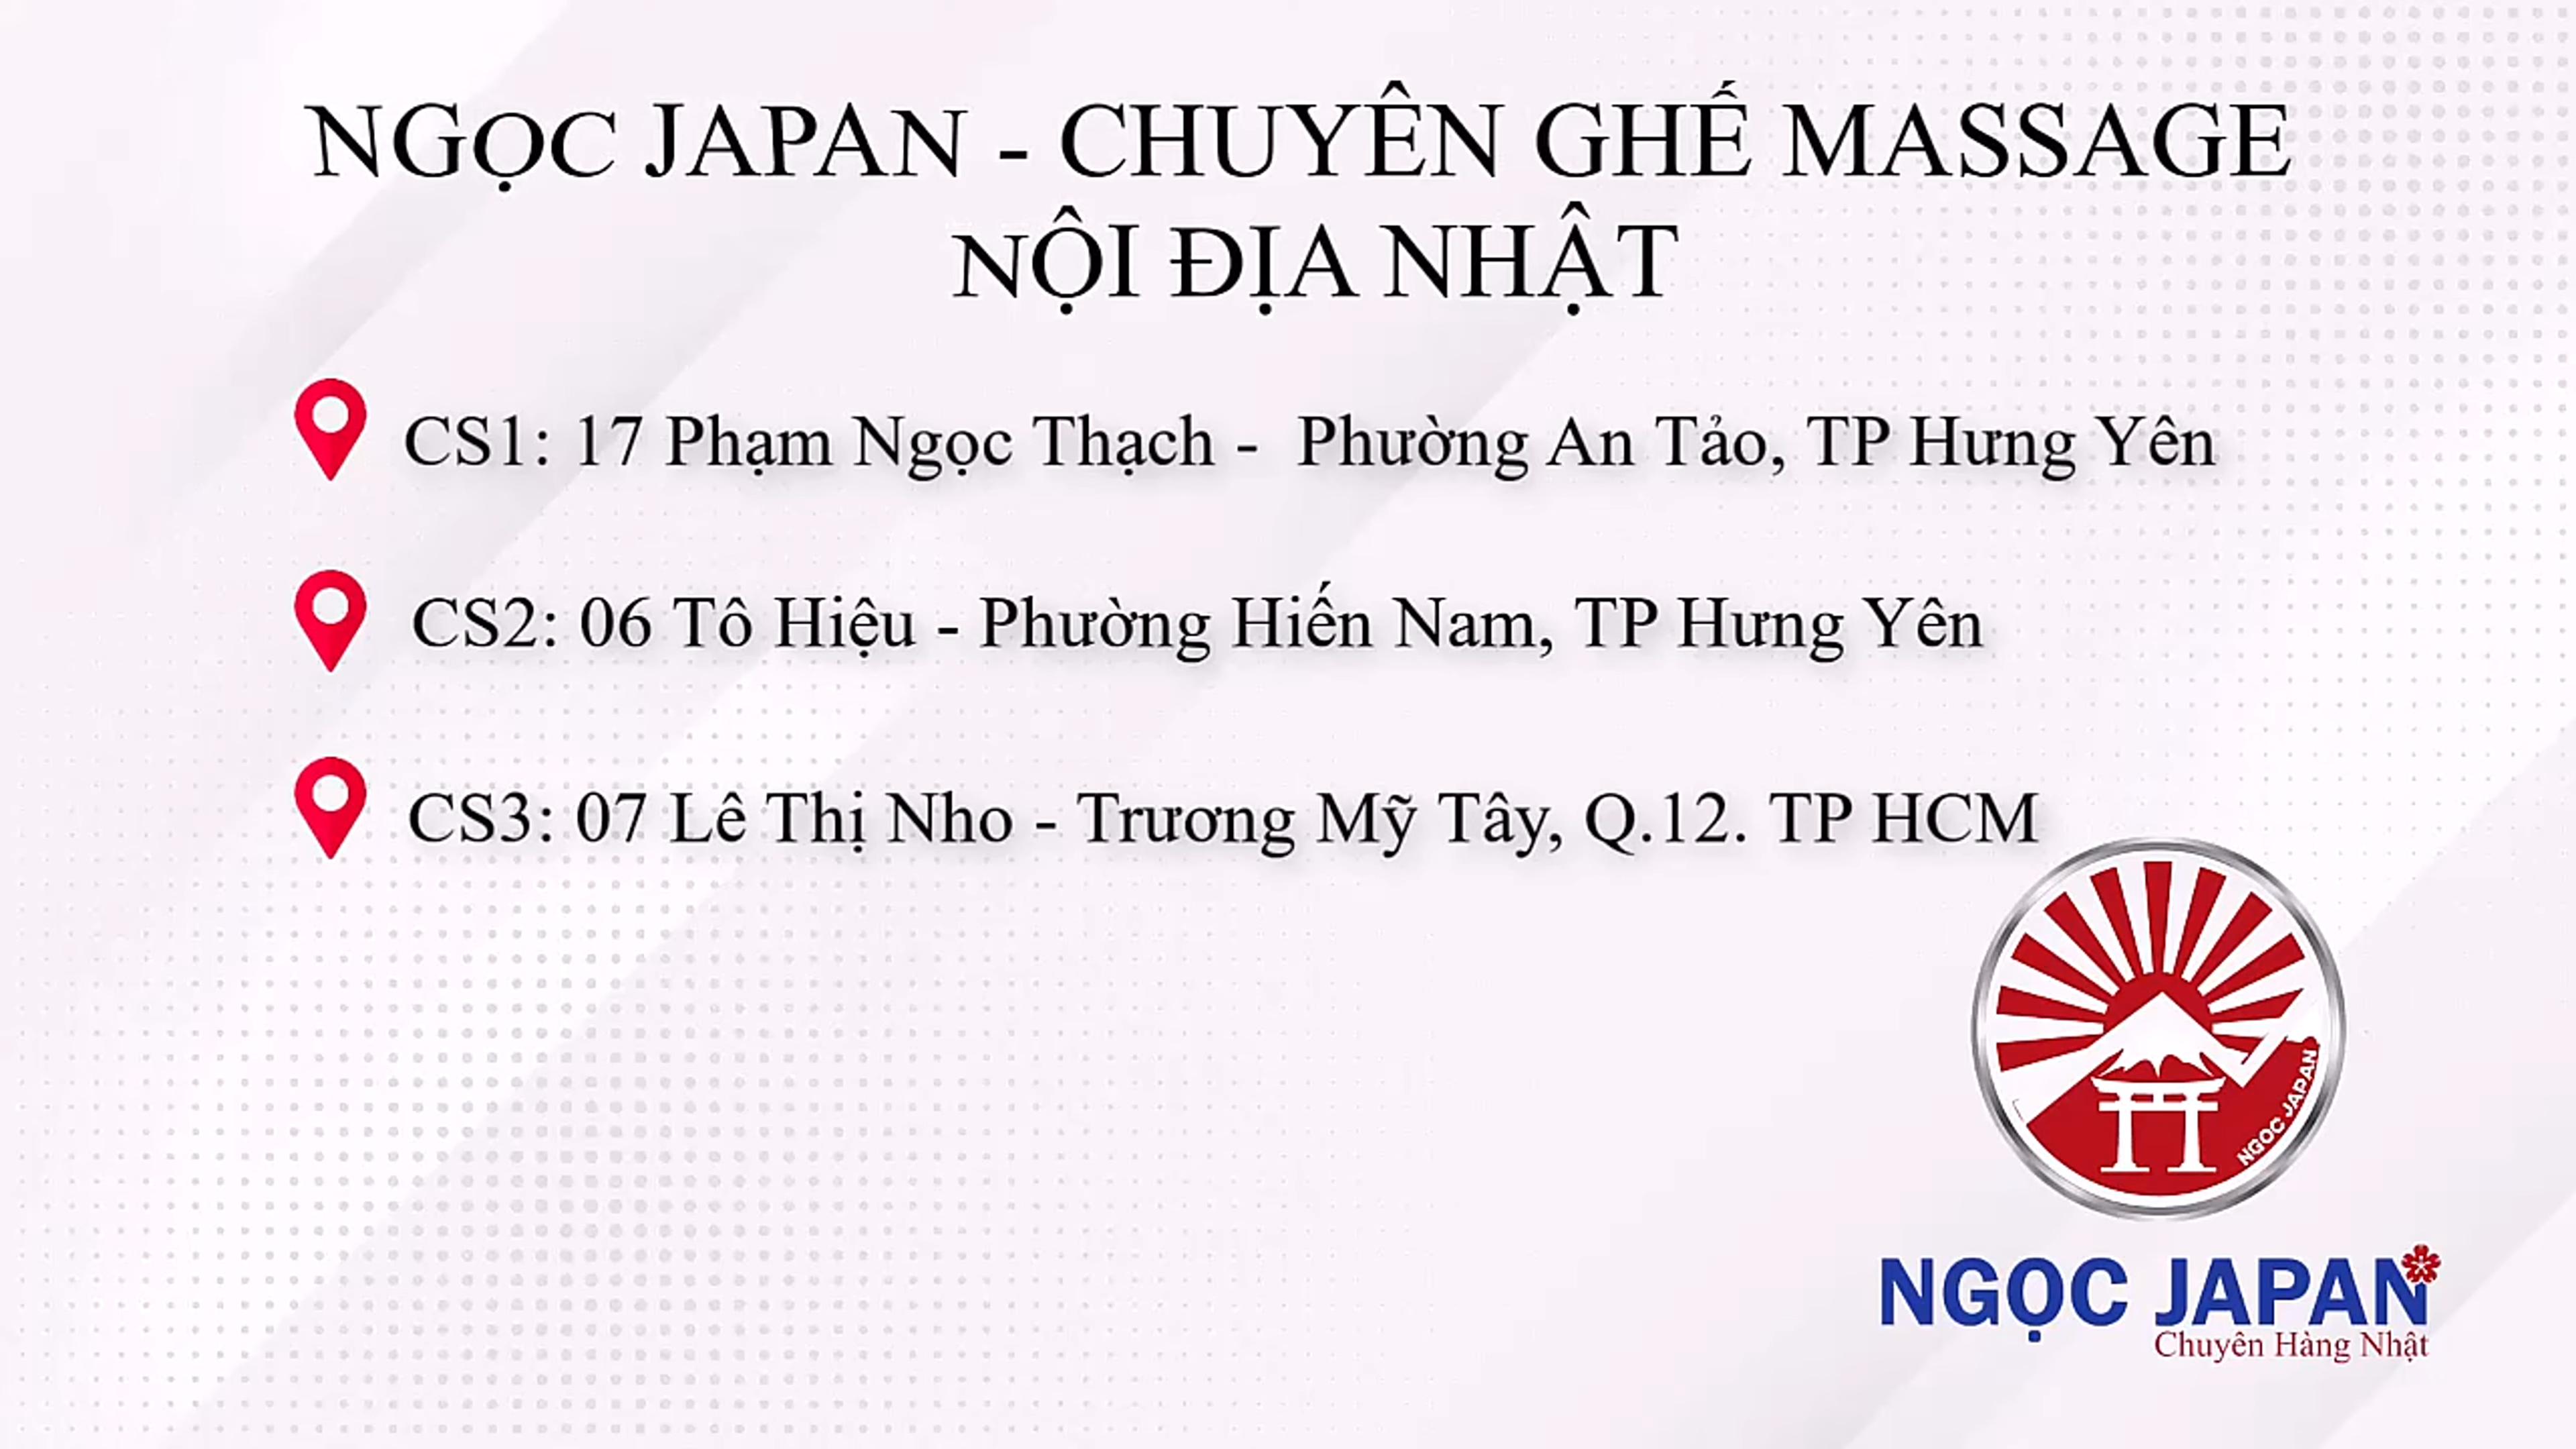 NGỌC JAPAN - CHUYÊN GHẾ MASSAGE
NỘI ĐỊA NHẬT
CS1: 17 Phạm Ngọc Thạch - Phường An Tảo, TP Hưng Yên
CS2: 06 Tô Hiệu - Phường Hiến Nam, TP Hưng Yên
CS3: 07 Lê Thị Nho - Trương Mỹ Tây, Q.12. TP HCM
NGOC JAPAN
NGỌC JAPAN
Chuyên Hàng Nhật